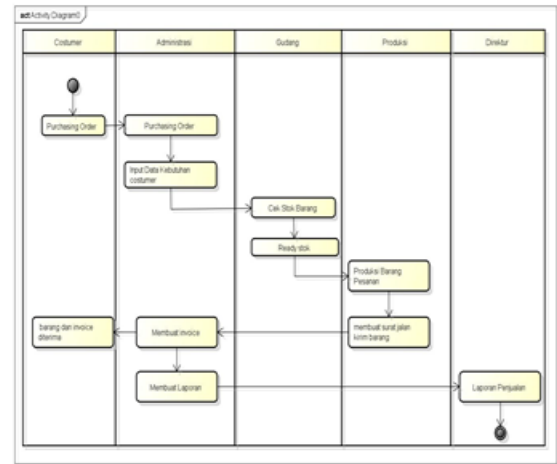 act Activity Diagram0
Costumer
Administrasi
Gudang
Produksi
Direktur
Purchasing Order
Purchasing Order
Input Data Kebutuhan
costumer
Cek Stok Barang
Ready stok
Produksi Barang
Pesanan
barang dan invoice
diterima
Membuat invoice
membuat surat jalan
kirim barang
Membuat Laporan
Laporan Penjualan